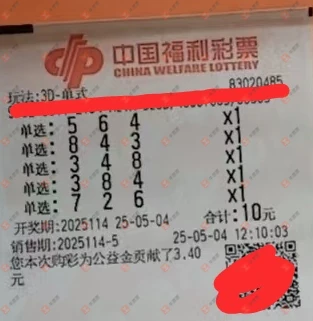 中国福利彩票
CHINA WELFARE LOTTERY
玩法:3D-单式 83020485
单选: 5 6 4 x1
单选: 8 4 3 x1
单选: 3 4 8 x1
单选: 3 8 4 x1
单选: 7 2 6 x1
开奖期:2025114 25-05-04 合计:10元
销售期:2025114-5 25-05-04 12:10:03
您本次购彩为公益金贡献了3.40
元